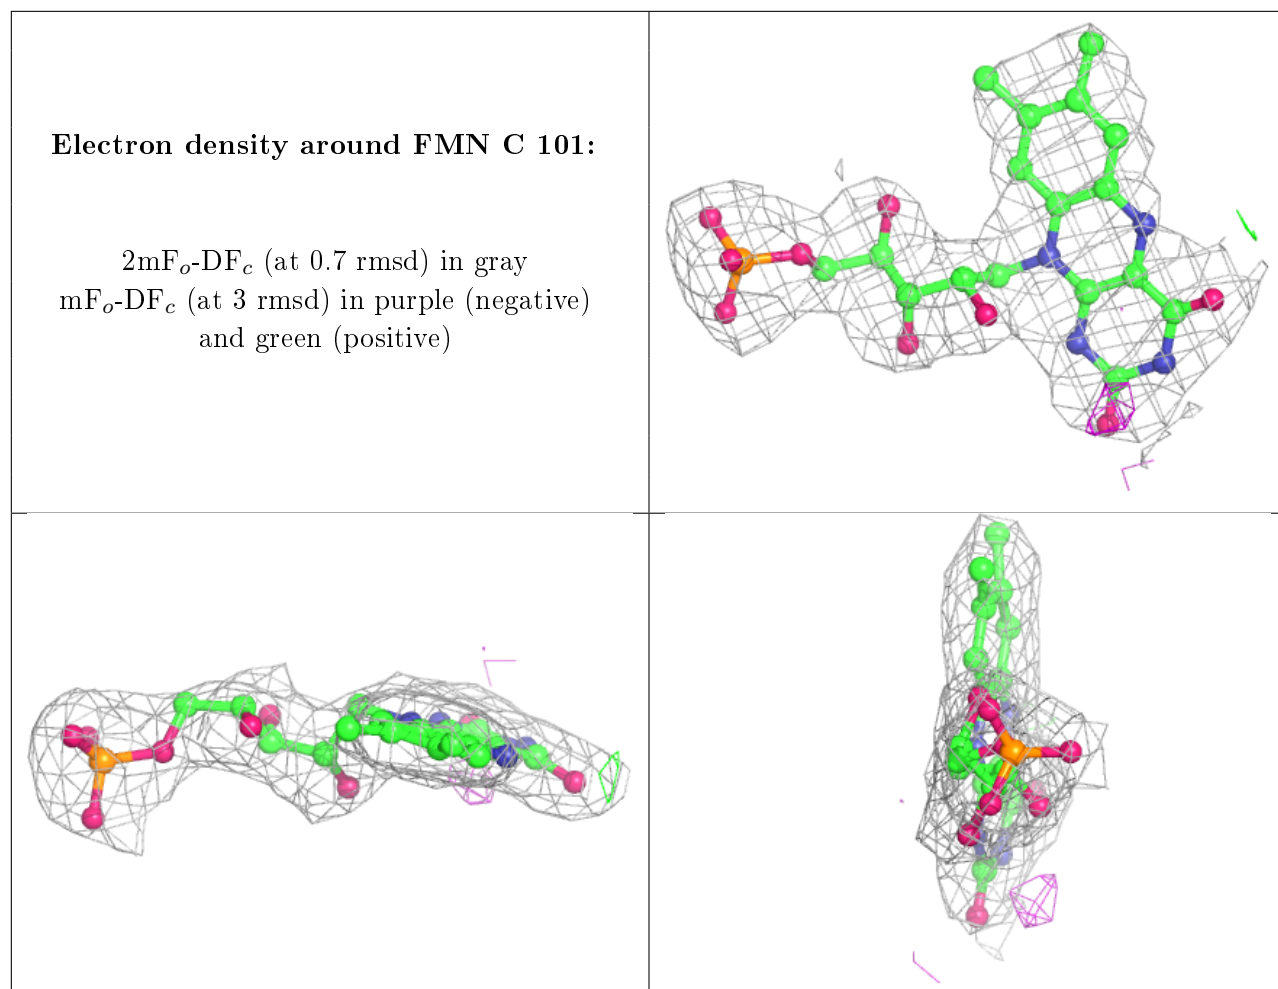 Electron density around FMN C 101:
2mFₒ-DF𝒸 (at 0.7 rmsd) in gray
mFₒ-DF𝒸 (at 3 rmsd) in purple (negative)
and green (positive)